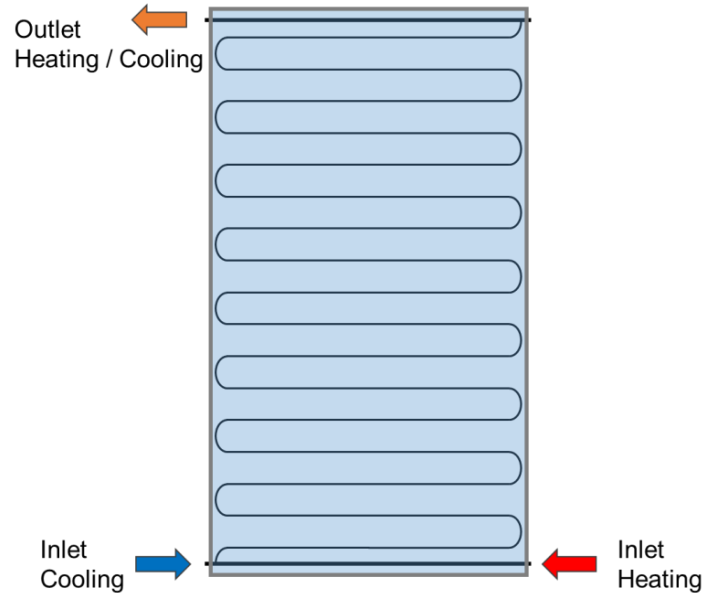 Outlet
Heating / Cooling
Inlet
Cooling
Inlet
Heating